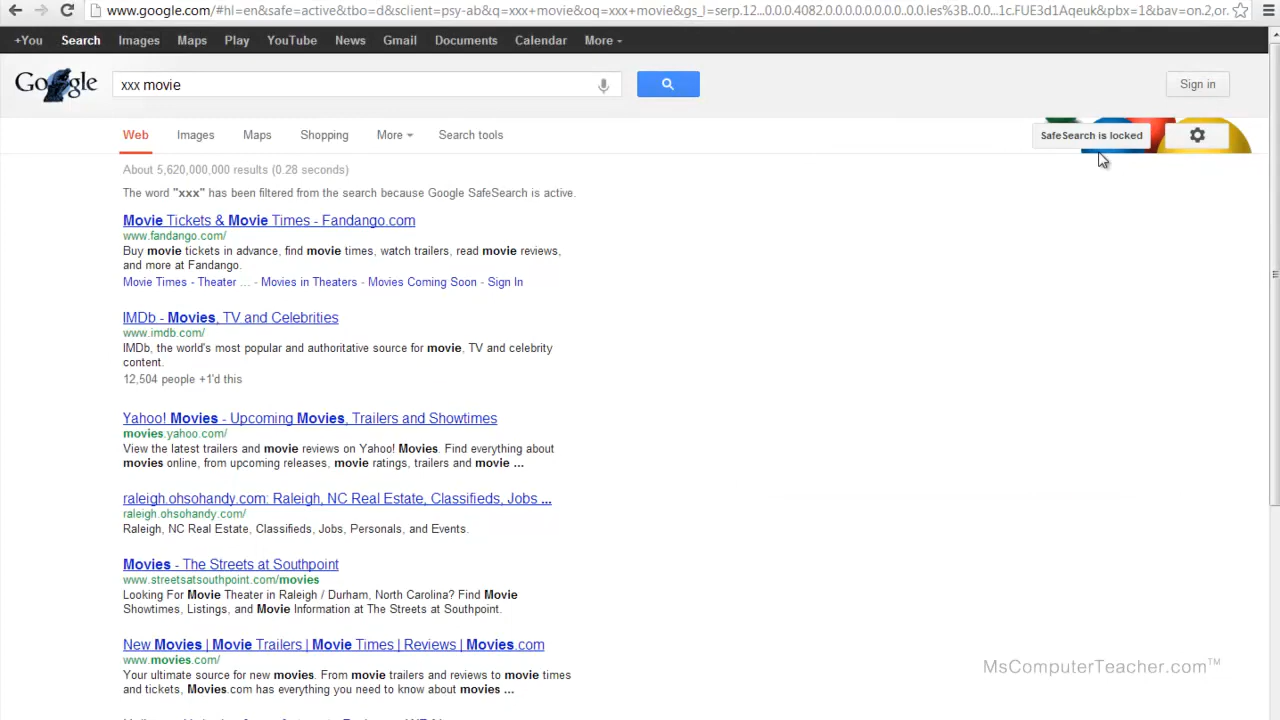 www.google.com/#hl=en&safe=active&tbo=d&sclient=psy-ab&q=xxx+movie&oq=xxx+movie&gs_l=serp.12...0.0.0.4082.0.0.0.0.0.0.0.0..0.0.les%3B..0.0...1c.FUE3d1Aqeuk&pbx=1&bav=on.2,or.
+You Search Images Maps Play YouTube News Gmail Documents Calendar More
Google xxx movie Sign in
Web Images Maps Shopping More Search tools SafeSearch is locked
About 5,620,000,000 results (0.28 seconds)
The word "xxx" has been filtered from the search because Google SafeSearch is active.
Movie Tickets & Movie Times - Fandango.com
www.fandango.com/
Buy movie tickets in advance, find movie times, watch trailers, read movie reviews,
and more at Fandango.
Movie Times - Theater ... - Movies in Theaters - Movies Coming Soon - Sign In
IMDb - Movies, TV and Celebrities
www.imdb.com/
IMDb, the world's most popular and authoritative source for movie, TV and celebrity
content.
12,504 people +1'd this
Yahoo! Movies - Upcoming Movies, Trailers and Showtimes
movies.yahoo.com/
View the latest trailers and movie reviews on Yahoo! Movies. Find everything about
movies online, from upcoming releases, movie ratings, trailers and movie ...
raleigh.ohsohandy.com: Raleigh, NC Real Estate, Classifieds, Jobs ...
raleigh.ohsohandy.com/
Raleigh, NC Real Estate, Classifieds, Jobs, Personals, and Events.
Movies - The Streets at Southpoint
www.streetsatsouthpoint.com/movies
Looking For Movie Theater in Raleigh / Durham, North Carolina? Find Movie
Showtimes, Listings, and Movie Information at The Streets at Southpoint.
New Movies | Movie Trailers | Movie Times | Reviews | Movies.com
www.movies.com/
Your ultimate source for new movies. From movie trailers and reviews to movie times
and tickets, Movies.com has everything you need to know about movies ...
MsComputerTeacher.com™